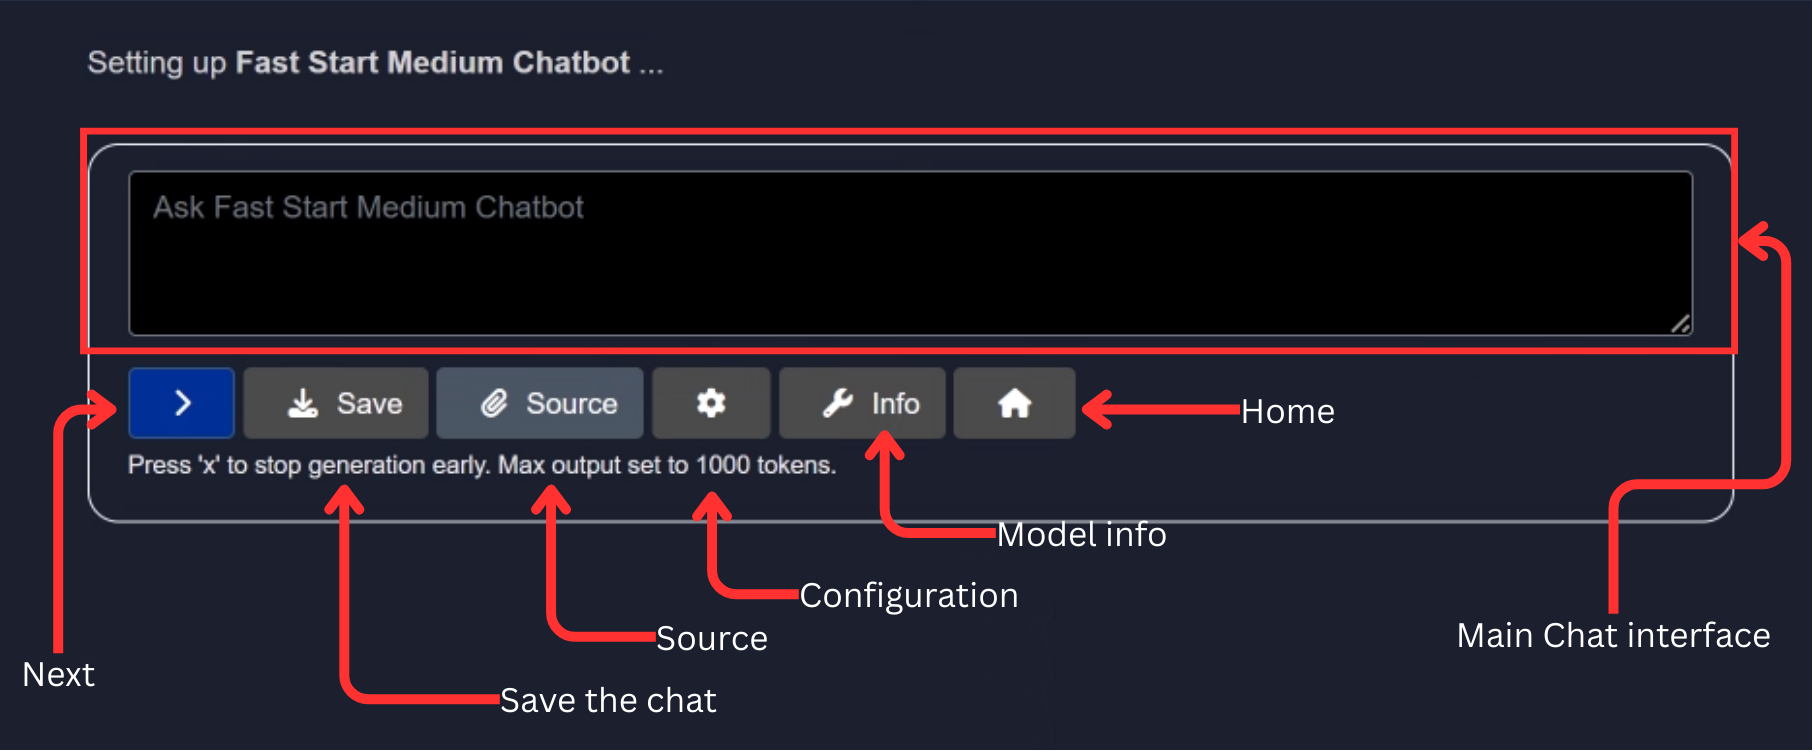 Setting up Fast Start Medium Chatbot ...
Ask Fast Start Medium Chatbot
Save
Source
Info
Home
Press 'x' to stop generation early. Max output set to 1000 tokens.
Model info
Configuration
Source
Main Chat interface
Next
Save the chat